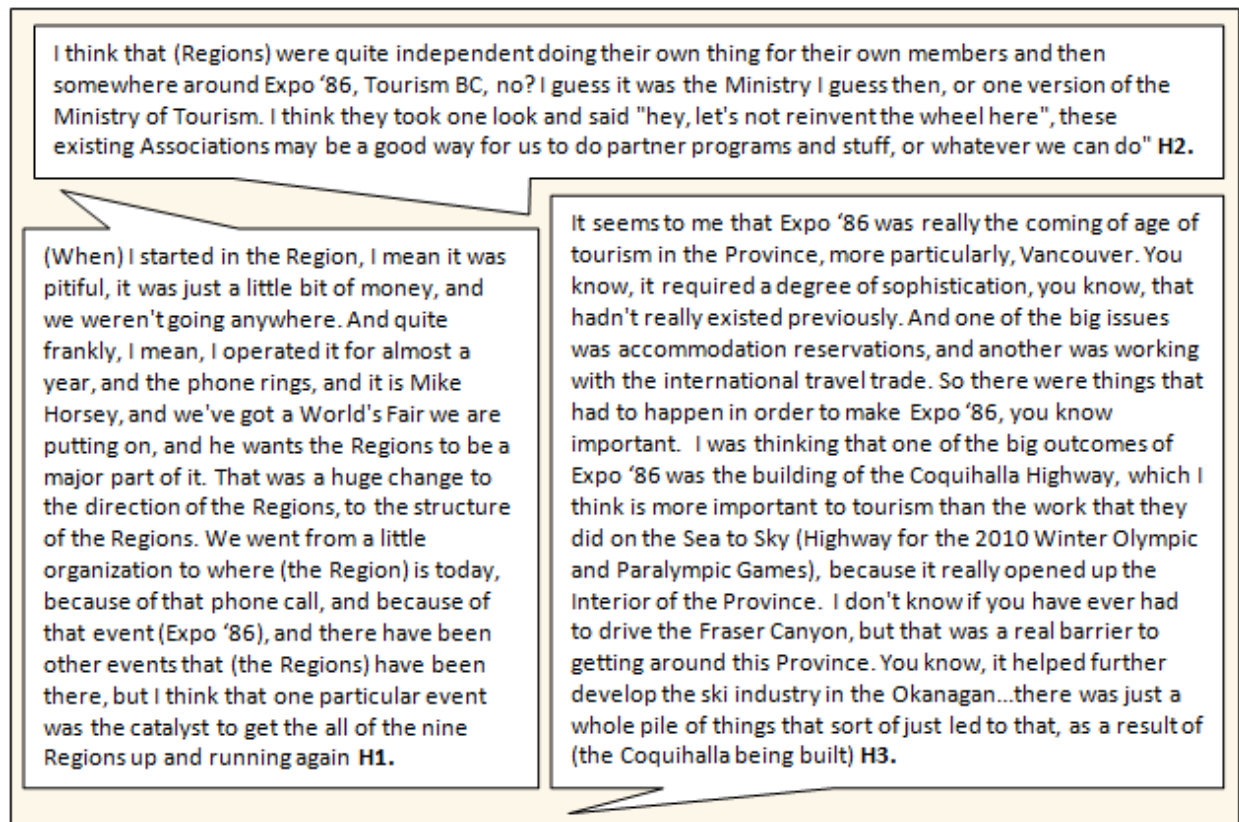 I think that (Regions) were quite independent doing their own thing for their own members and then
somewhere around Expo ‘86, Tourism BC, no? I guess it was the Ministry I guess then, or one version of the
Ministry of Tourism. I think they took one look and said "hey, let's not reinvent the wheel here", these
existing Associations may be a good way for us to do partner programs and stuff, or whatever we can do" H2.
(When) I started in the Region, I mean it was
pitiful, it was just a little bit of money, and
we weren't going anywhere. And quite
frankly, I mean, I operated it for almost a
year, and the phone rings, and it is Mike
Horsey, and we've got a World's Fair we are
putting on, and he wants the Regions to be a
major part of it. That was a huge change to
the direction of the Regions, to the structure
of the Regions. We went from a little
organization to where (the Region) is today,
because of that phone call, and because of
that event (Expo ‘86), and there have been
other events that (the Regions) have been
there, but I think that one particular event
was the catalyst to get the all of the nine
Regions up and running again H1.
It seems to me that Expo ‘86 was really the coming of age of
tourism in the Province, more particularly, Vancouver. You
know, it required a degree of sophistication, you know, that
hadn't really existed previously. And one of the big issues
was accommodation reservations, and another was working
with the international travel trade. So there were things that
had to happen in order to make Expo ‘86, you know
important. I was thinking that one of the big outcomes of
Expo ‘86 was the building of the Coquihalla Highway, which I
think is more important to tourism than the work that they
did on the Sea to Sky (Highway for the 2010 Winter Olympic
and Paralympic Games), because it really opened up the
Interior of the Province. I don't know if you have ever had
to drive the Fraser Canyon, but that was a real barrier to
getting around this Province. You know, it helped further
develop the ski industry in the Okanagan...there was just a
whole pile of things that sort of just led to that, as a result of
(the Coquihalla being built) H3.